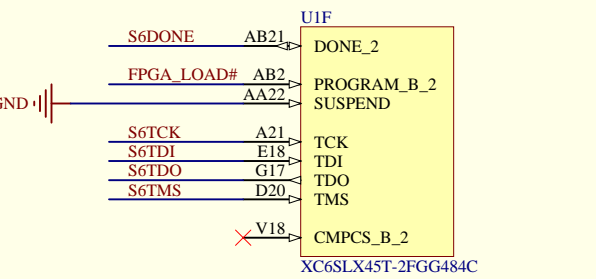 U1F
S6DONE AB21 DONE_2
FPGA_LOAD# AB2 PROGRAM_B_2
GND AA22 SUSPEND
S6TCK A21 TCK
S6TDI E18 TDI
S6TDO G17 TDO
S6TMS D20 TMS
V18 CMPCS_B_2
XC6SLX45T-2FGG484C